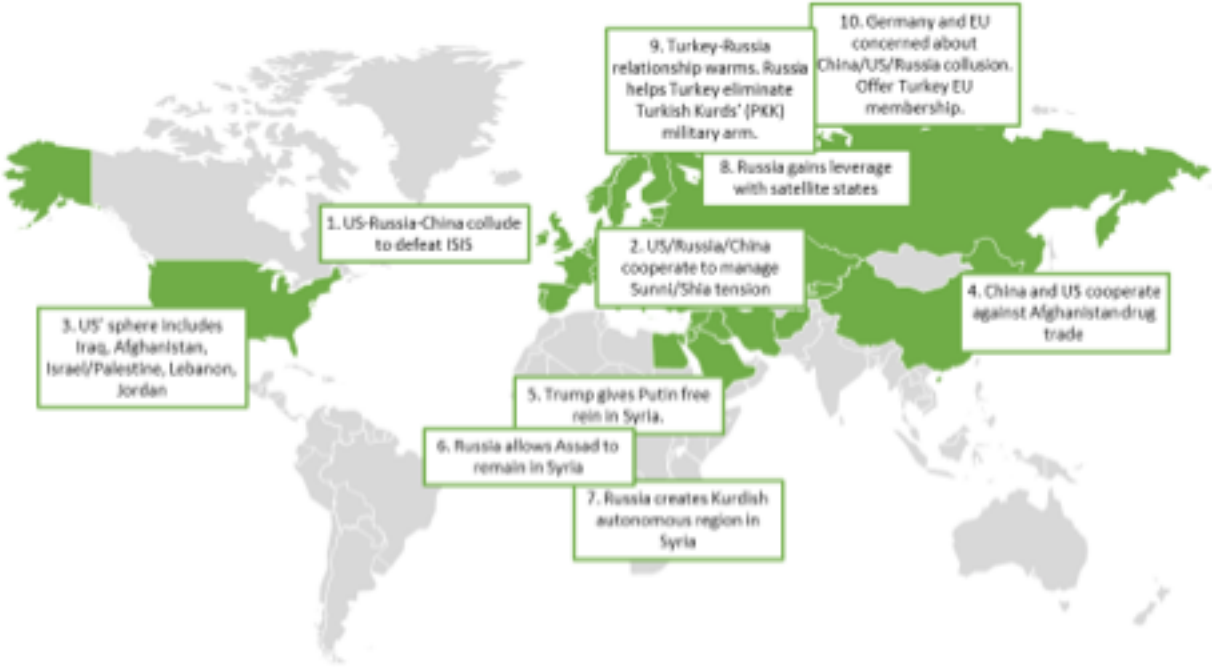 1. US-Russia-China collude
to defeat ISIS
2. US/Russia/China
cooperate to manage
Sunni/Shia tension
3. US' sphere includes
Iraq, Afghanistan,
Israel/Palestine, Lebanon,
Jordan
4. China and US cooperate
against Afghanistan drug
trade
5. Trump gives Putin free
rein in Syria.
6. Russia allows Assad to
remain in Syria
7. Russia creates Kurdish
autonomous region in
Syria
8. Russia gains leverage
with satellite states
9. Turkey-Russia
relationship warms. Russia
helps Turkey eliminate
Turkish Kurds' (PKK)
military arm.
10. Germany and EU
concerned about
China/US/Russia collusion.
Offer Turkey EU
membership.